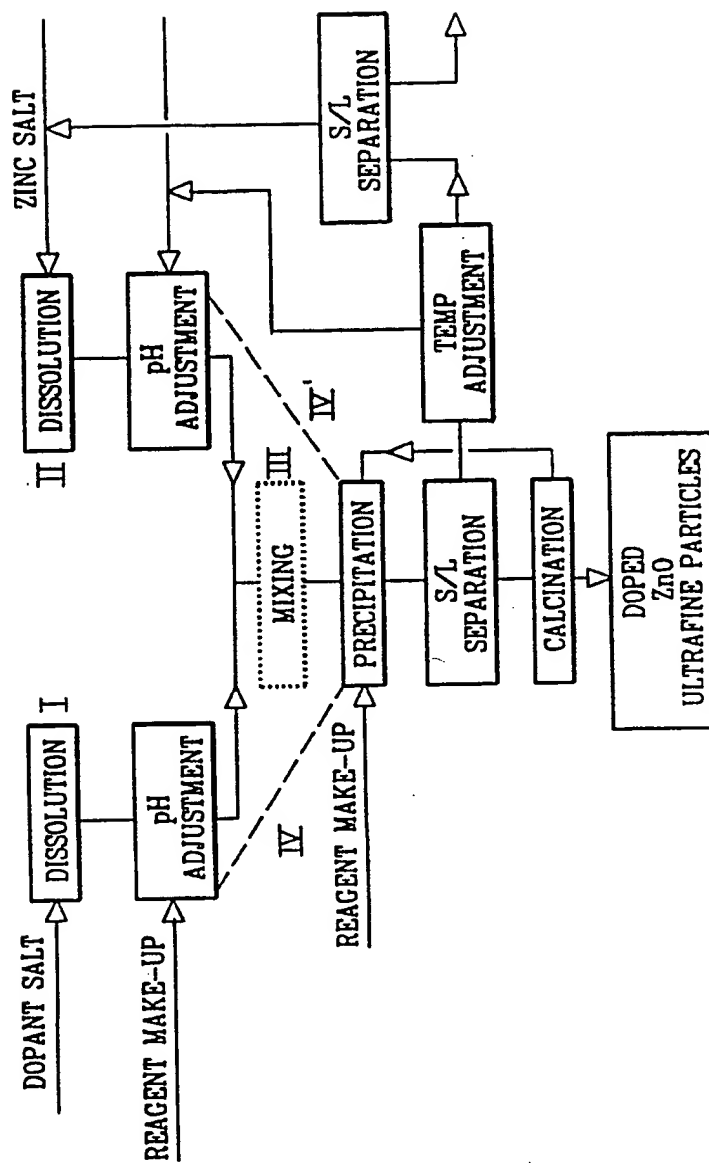 DOPANT SALT
DISSOLUTION
I
REAGENT MAKE-UP
pH
ADJUSTMENT
ZINC SALT
II
DISSOLUTION
pH
ADJUSTMENT
MIXING
III
IV
IV'
REAGENT MAKE-UP
PRECIPITATION
S/L
SEPARATION
CALCINATION
DOPED
ZnO
ULTRAFINE PARTICLES
TEMP
ADJUSTMENT
S/L
SEPARATION